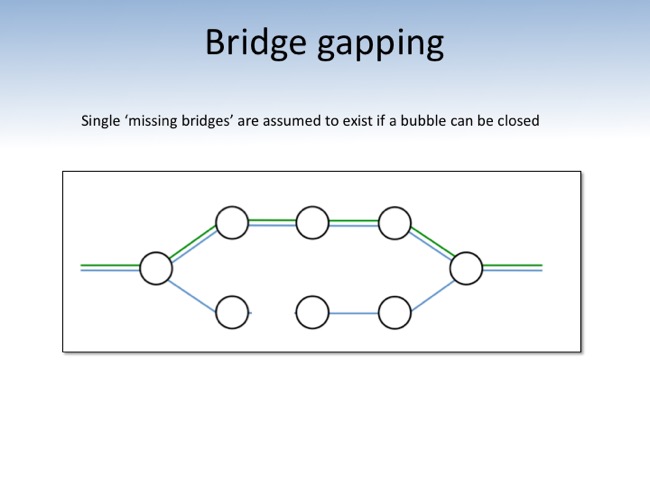 Bridge gapping
Single ‘missing bridges’ are assumed to exist if a bubble can be closed